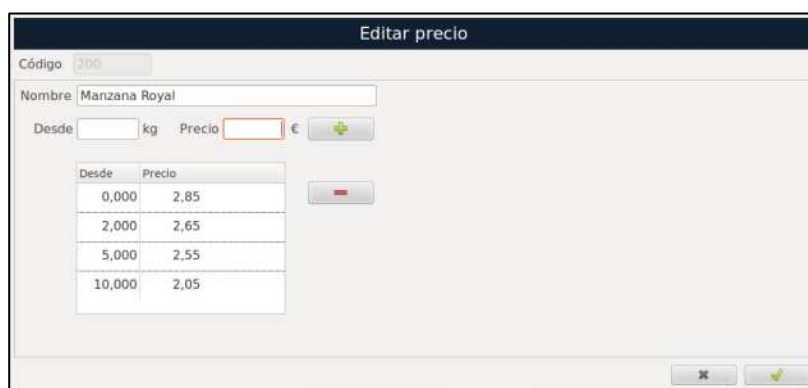 Editar precio
Código 200
Nombre Manzana Royal
Desde kg Precio €
Desde Precio
0,000 2,85
2,000 2,65
5,000 2,55
10,000 2,05